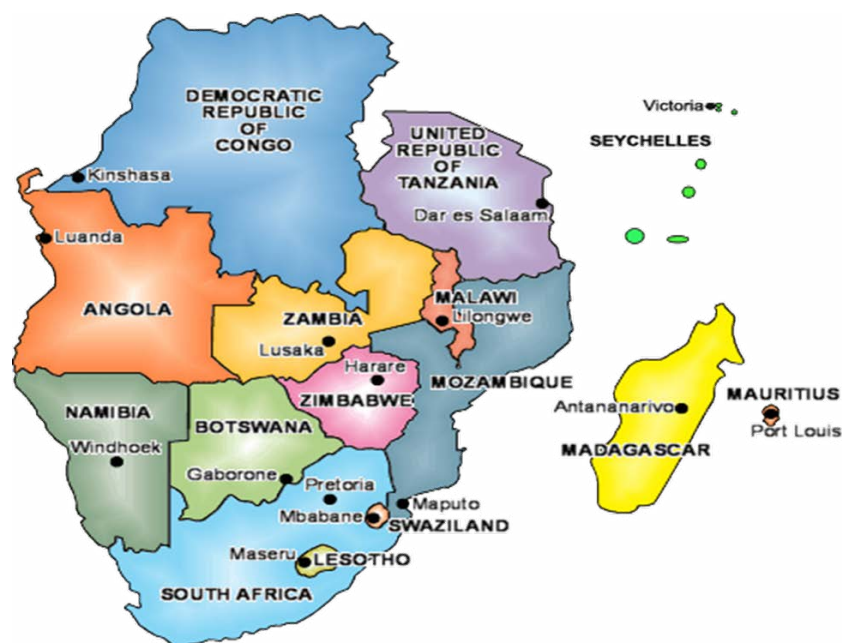 DEMOCRATIC
REPUBLIC
OF
CONGO
Kinshasa
UNITED
REPUBLIC
OF
TANZANIA
Dar es Salaam
Victoria
SEYCHELLES
Luanda
ANGOLA
ZAMBIA
Lusaka
MALAWI
Lilongwe
Harare
ZIMBABWE
MOZAMBIQUE
NAMIBIA
Windhoek
BOTSWANA
Gaborone
Antananarivo
MADAGASCAR
MAURITIUS
Port Louis
Pretoria
Mbabane
Maputo
SWAZILAND
Maseru
LESOTHO
SOUTH AFRICA